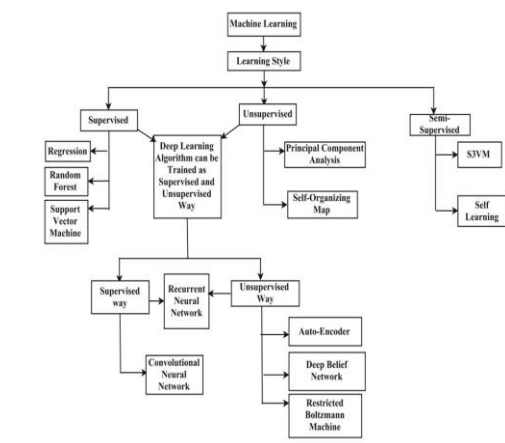 Machine Learning
Learning Style
Supervised
Unsupervised
Semi-
Supervised
Regression
Random
Forest
Support
Vector
Machine
Deep Learning
Algorithm can be
Trained as
Supervised and
Unsupervised
Way
Principal Component
Analysis
Self-Organizing
Map
S3VM
Self
Learning
Supervised
way
Recurrent
Neural
Network
Unsupervised
Way
Convolutional
Neural
Network
Auto-Encoder
Deep Belief
Network
Restricted
Boltzmann
Machine